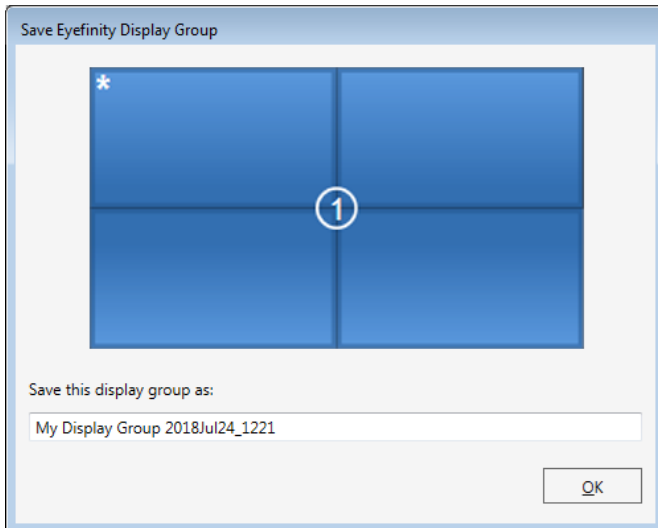 Save Eyefinity Display Group
*
1
Save this display group as:
My Display Group 2018Jul24_1221
OK